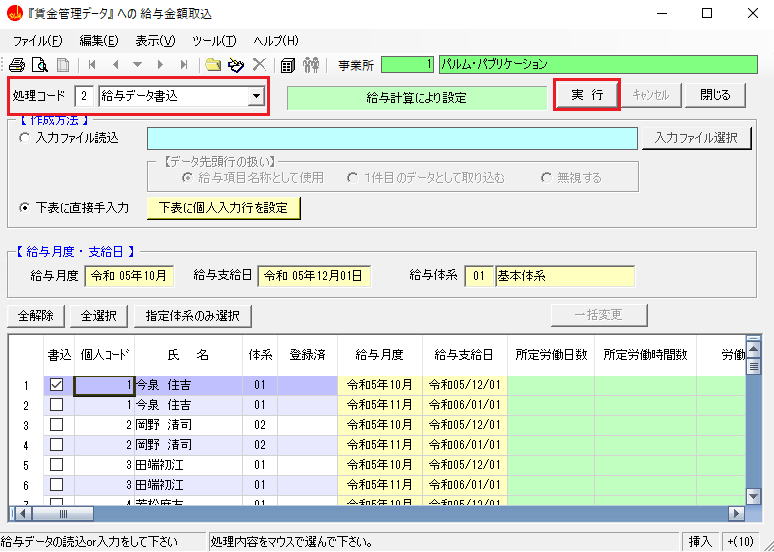 『賃金管理データ』への 給与金額取込
ファイル(F) 編集(E) 表示(V) ツール(T) ヘルプ(H)
事業所 1 パルム・パブリケーション
処理コード 2 給与データ書込 給与計算により設定 実 行 キャンセル 閉じる
【 作成方法 】
入力ファイル読込 入力ファイル選択
【データ先頭行の扱い】
給与項目名称として使用 1件目のデータとして取り込む 無視する
下表に直接手入力 下表に個人入力行を設定
【 給与月度・支給日 】
給与月度 令和 05年10月 給与支給日 令和 05年12月01日 給与体系 01 基本体系
全解除 全選択 指定体系のみ選択 一括変更
書込 個人コード 氏 名 体系 登録済 給与月度 給与支給日 所定労働日数 所定労働時間数 労働
1 1 今泉 住吉 01 令和5年10月 令和05/12/01
2 1 今泉 住吉 01 令和5年11月 令和06/01/01
3 2 岡野 清司 02 令和5年10月 令和05/12/01
4 2 岡野 清司 02 令和5年11月 令和06/01/01
5 3 田端初江 01 令和5年10月 令和05/12/01
6 3 田端初江 01 令和5年11月 令和06/01/01
給与データの読込or入力をして下さい 処理内容をマウスで選んで下さい。 挿入 +(10)